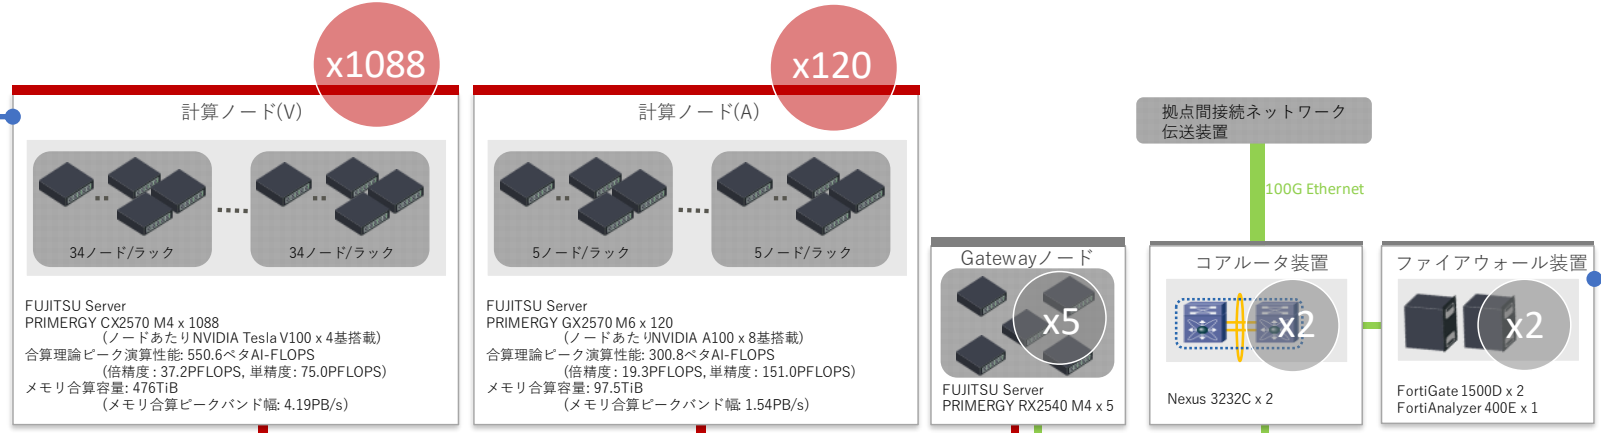 x1088
計算ノード(V)
34ノード/ラック
34ノード/ラック
FUJITSU Server
PRIMERGY CX2570 M4 x 1088
(ノードあたりNVIDIA Tesla V100 x 4基搭載)
合算理論ピーク演算性能: 550.6ペタAI-FLOPS
(倍精度 : 37.2PFLOPS, 単精度 : 75.0PFLOPS)
メモリ合算容量: 476TiB
(メモリ合算ピークバンド幅: 4.19PB/s)
x120
計算ノード(A)
5ノード/ラック
5ノード/ラック
FUJITSU Server
PRIMERGY GX2570 M6 x 120
(ノードあたりNVIDIA A100 x 8基搭載)
合算理論ピーク演算性能: 300.8ペタAI-FLOPS
(倍精度 : 19.3PFLOPS, 単精度 : 151.0PFLOPS)
メモリ合算容量: 97.5TiB
(メモリ合算ピークバンド幅: 1.54PB/s)
Gatewayノード
x5
FUJITSU Server
PRIMERGY RX2540 M4 x 5
拠点間接続ネットワーク
伝送装置
100G Ethernet
コアルータ装置
x2
Nexus 3232C x 2
ファイアウォール装置
x2
FortiGate 1500D x 2
FortiAnalyzer 400E x 1